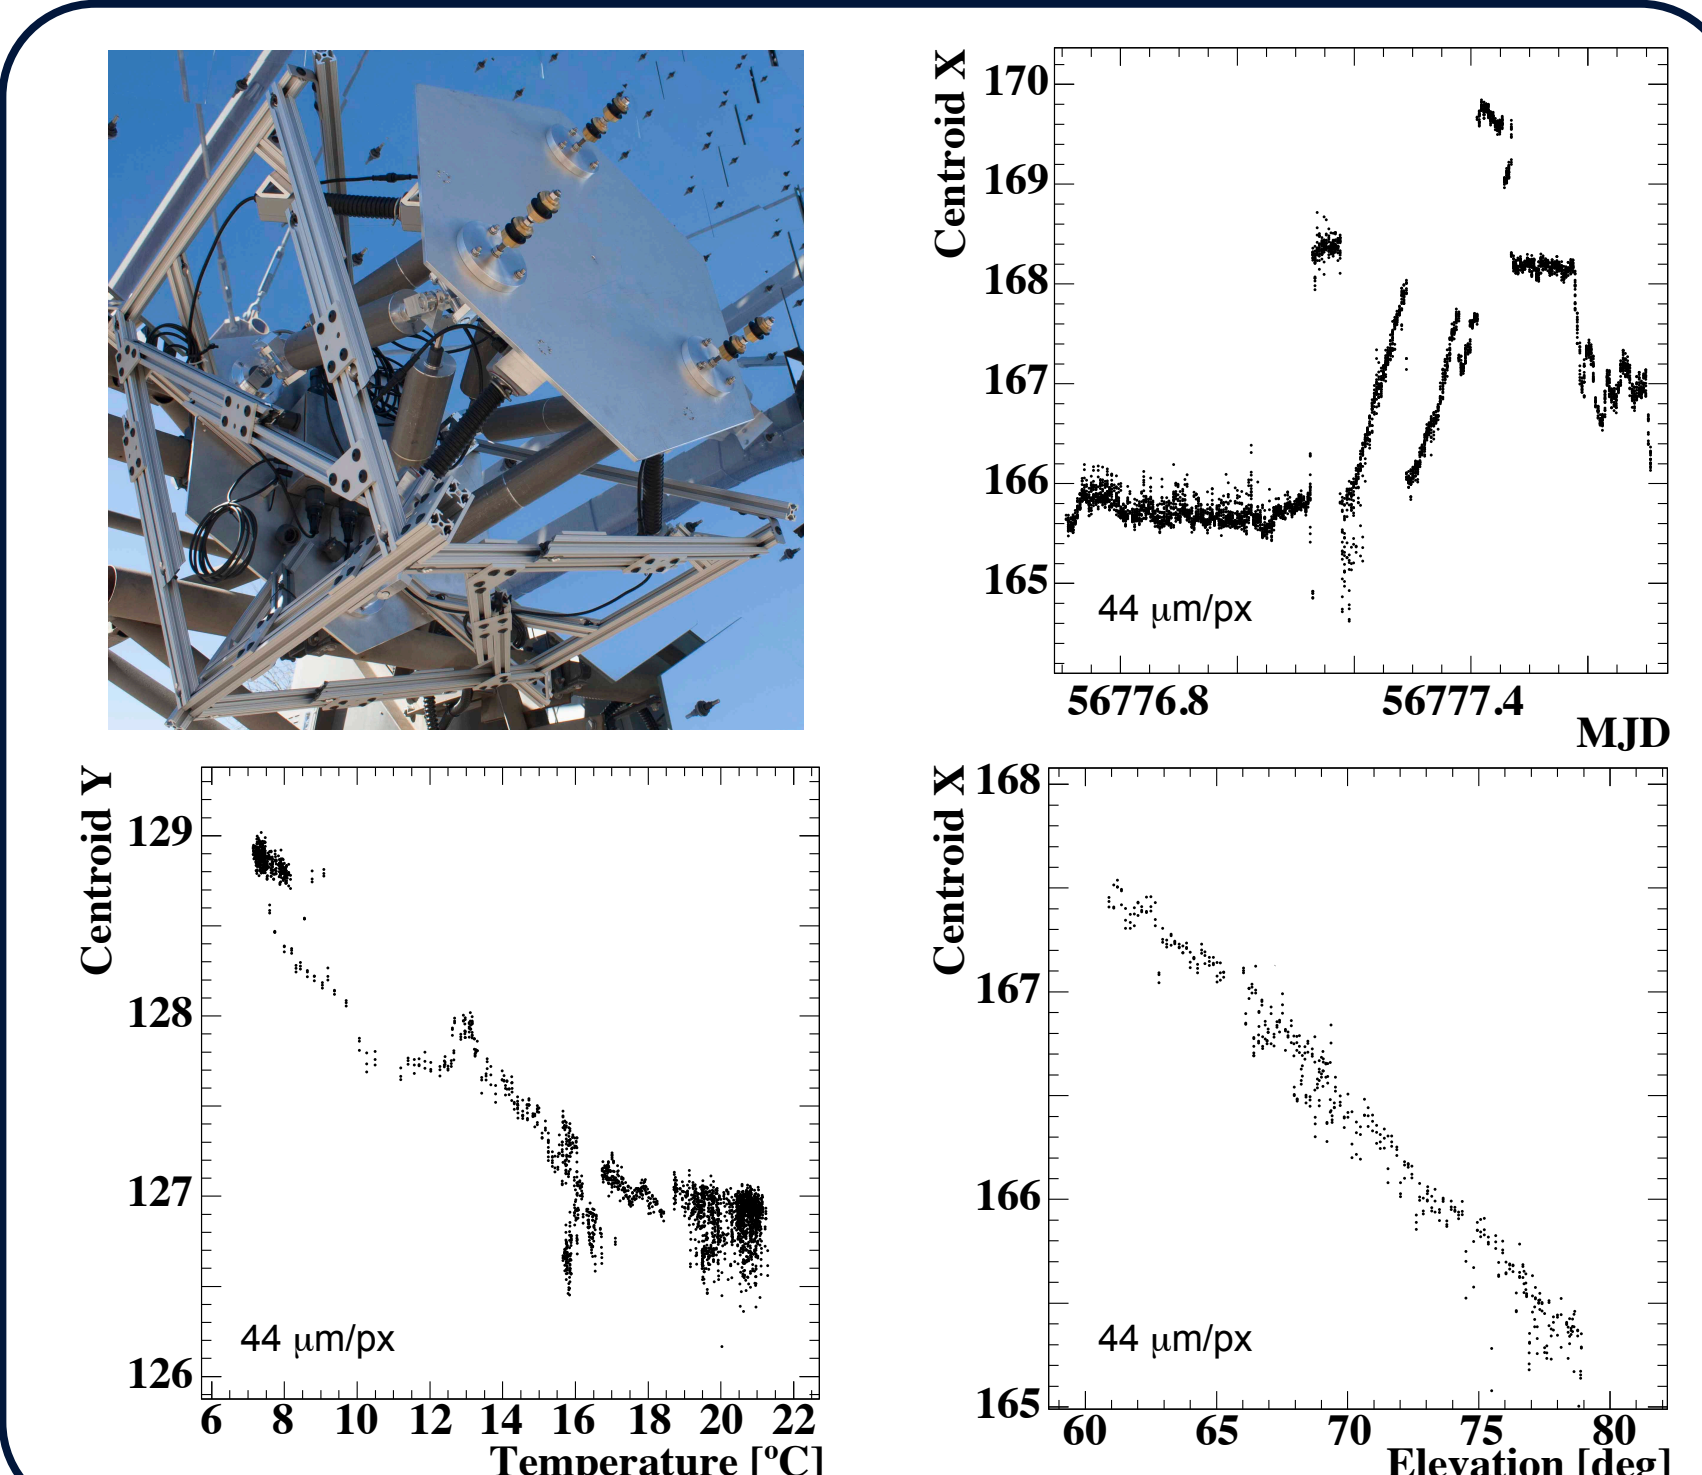 Centroid X
170
169
168
167
166
165
44 μm/px
56776.8
56777.4
MJD
Centroid Y
129
128
127
126
44 μm/px
6 8 10 12 14 16 18 20 22
Temperature [ºC]
Centroid X
168
167
166
165
44 μm/px
60 65 70 75 80
Elevation [deg]